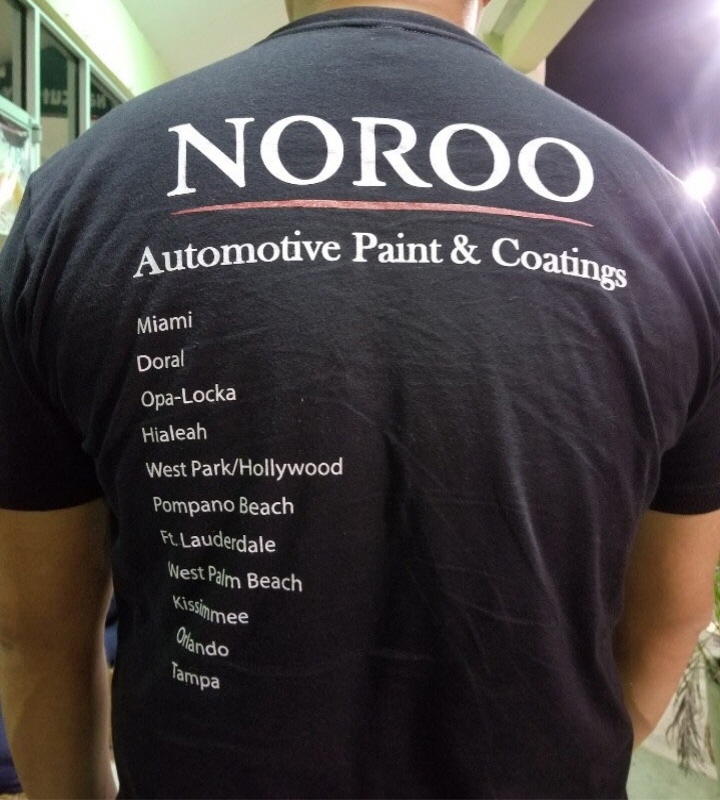 NOROO
Automotive Paint & Coatings
Miami
Doral
Opa-Locka
Hialeah
West Park/Hollywood
Pompano Beach
Ft. Lauderdale
West Palm Beach
Kissimmee
Orlando
Tampa